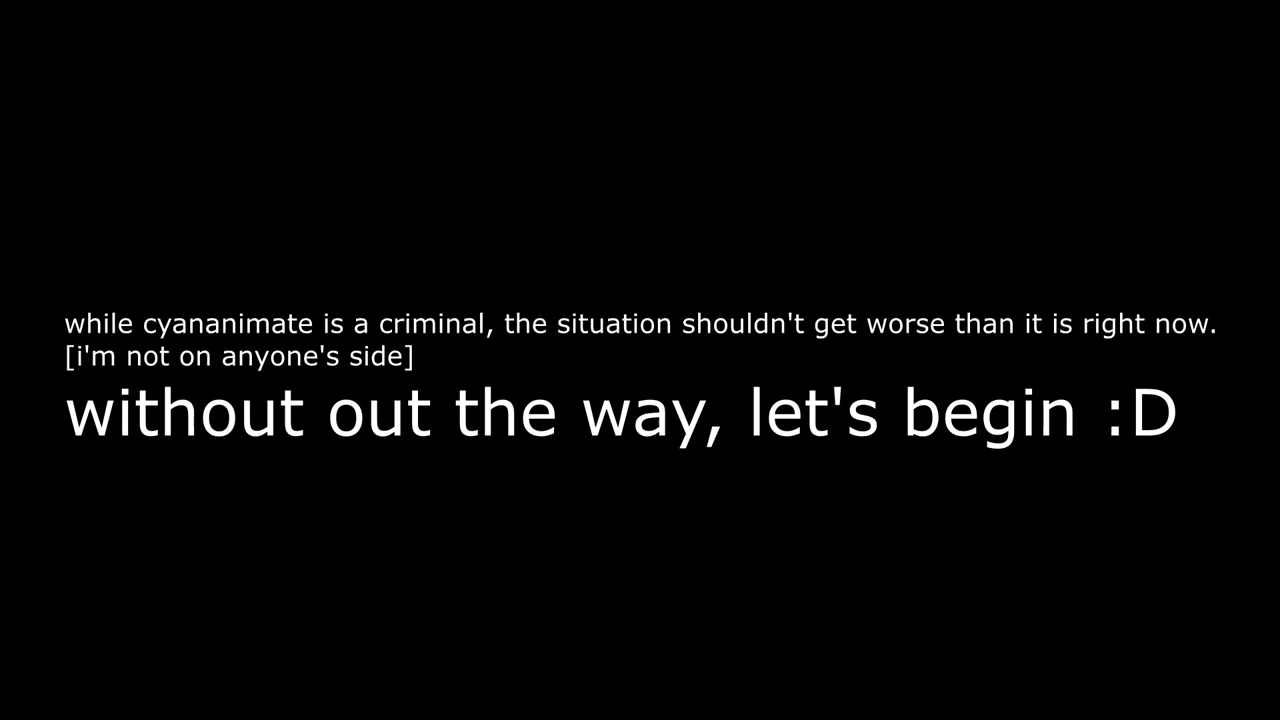 while cyananimate is a criminal, the situation shouldn't get worse than it is right now.
[i'm not on anyone's side]
without out the way, let's begin :D